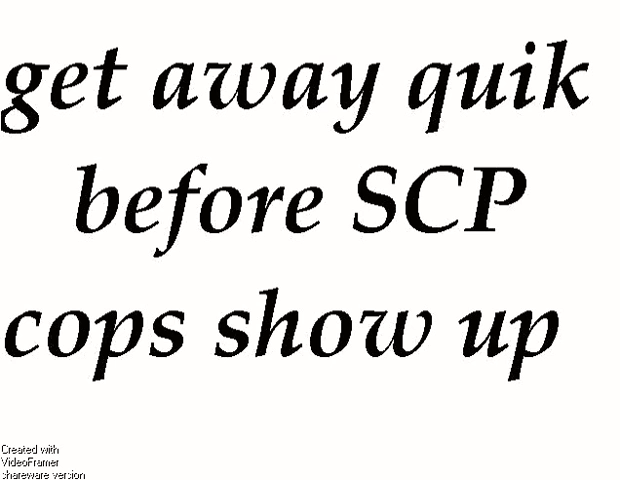 get away quik
before SCP
cops show up
Created with
VideoFramer
shareware version